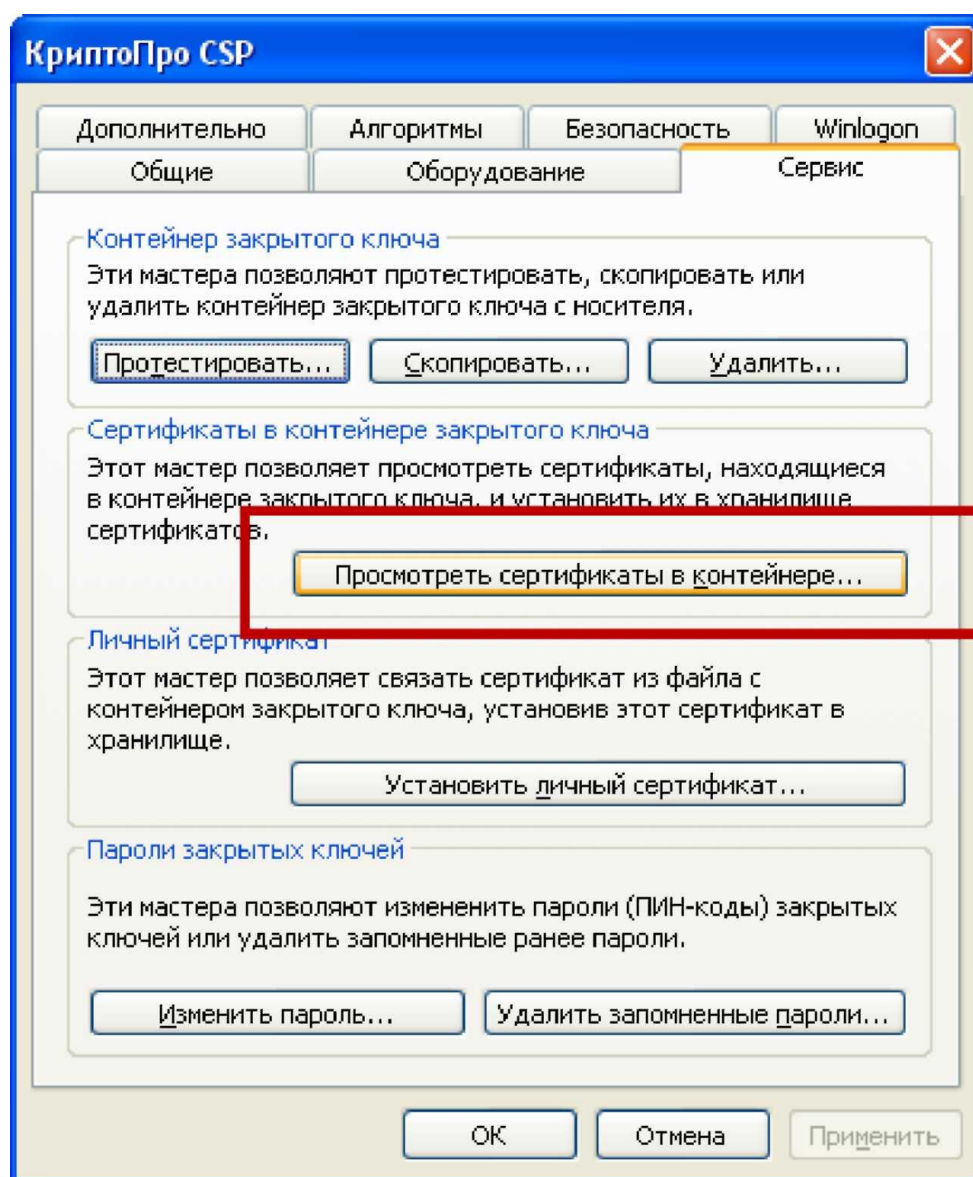 КриптоПро CSP
Дополнительно Алгоритмы Безопасность Winlogon
Общие Оборудование Сервис
Контейнер закрытого ключа
Эти мастера позволяют протестировать, скопировать или
удалить контейнер закрытого ключа с носителя.
Протестировать... Скопировать... Удалить...
Сертификаты в контейнере закрытого ключа
Этот мастер позволяет просмотреть сертификаты, находящиеся
в контейнере закрытого ключа, и установить их в хранилище
сертификатов.
Просмотреть сертификаты в контейнере...
Личный сертификат
Этот мастер позволяет связать сертификат из файла с
контейнером закрытого ключа, установив этот сертификат в
хранилище.
Установить личный сертификат...
Пароли закрытых ключей
Эти мастера позволяют измененить пароли (ПИН-коды) закрытых
ключей или удалить запомненные ранее пароли.
Изменить пароль... Удалить запомненные пароли...
ОК Отмена Применить